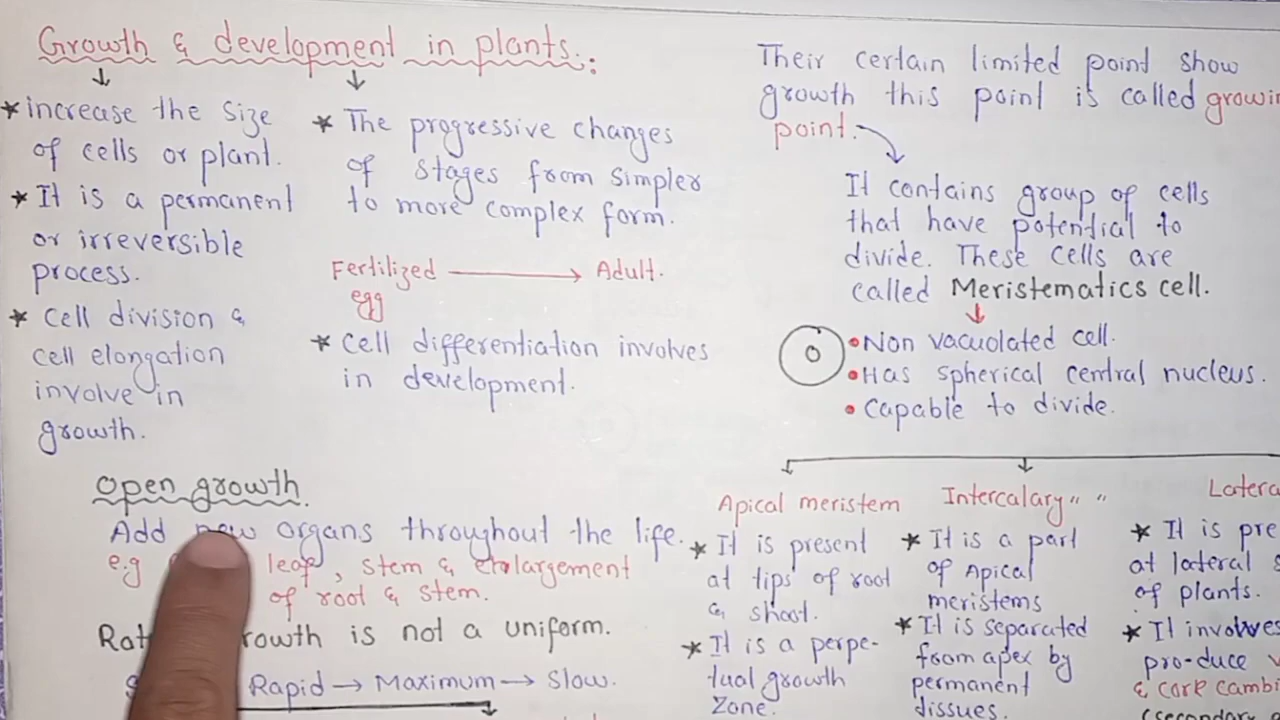 Growth & development in plants:
* increase the size
of cells or plant.
* It is a permanent
or irreversible
process.
* cell division &
cell elongation
involve in
growth.
* The progressive changes
of stages from simpler
to more complex form.
Fertilized → Adult.
egg
* cell differentiation involves
in development.
Open growth.
Add new organs throughout the life.
e.g leaf, stem & enlargement
of root & stem.
growth is not a uniform.
Rapid → Maximum → Slow.
Their certain limited point show
growth this point is called
point.
It contains group of cells
that have potential to
divide. These cells are
called Meristematics cell.
• Non vacuolated cell.
• Has spherical central nucleus.
• Capable to divide.
Apical meristem
* It is present
at tips of root
& shoot.
* It is a perpe-
tual growth
Zone.
Intercalary " "
* It is a part
of Apical
meristems
* It is separated
from apex by
permanent
tissues.
* It is
at lateral
of plants.
* It involves
pro-duce
& cork
(secondary